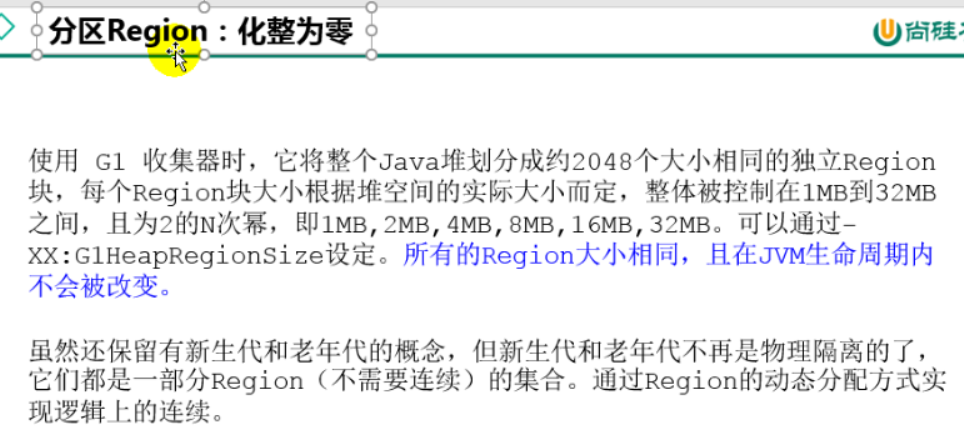 分区Region：化整为零
尚硅
使用 G1 收集器时，它将整个Java堆划分成约2048个大小相同的独立Region
块，每个Region块大小根据堆空间的实际大小而定，整体被控制在1MB到32MB
之间，且为2的N次幂，即1MB,2MB,4MB,8MB,16MB,32MB。可以通过-
XX:G1HeapRegionSize设定。所有的Region大小相同，且在JVM生命周期内
不会被改变。
虽然还保留有新生代和老年代的概念，但新生代和老年代不再是物理隔离的了，
它们都是一部分Region（不需要连续）的集合。通过Region的动态分配方式实
现逻辑上的连续。